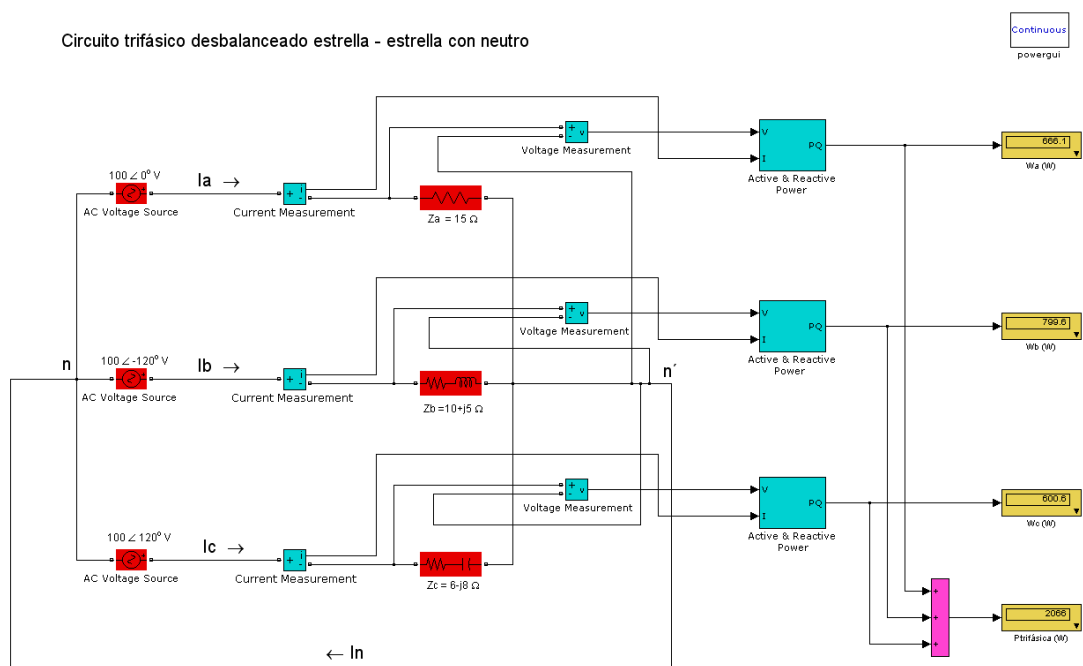 Circuito trifásico desbalanceado estrella - estrella con neutro
Continuous
powergui
100∠0° V
AC Voltage Source
Ia →
+
-
i
Current Measurement
Za = 15 Ω
+
-
v
Voltage Measurement
V
I
PQ
Active & Reactive
Power
666.1
Wa (W)
n
100∠-120° V
AC Voltage Source
Ib →
+
-
i
Current Measurement
Zb =10+j5 Ω
+
-
v
Voltage Measurement
n´
V
I
PQ
Active & Reactive
Power
799.6
Wb (W)
100∠120° V
AC Voltage Source
Ic →
+
-
i
Current Measurement
Zc = 6-j8 Ω
+
-
v
Voltage Measurement
V
I
PQ
Active & Reactive
Power
600.6
Wc (W)
+
+
+
2066
Ptrifásica (W)
← In